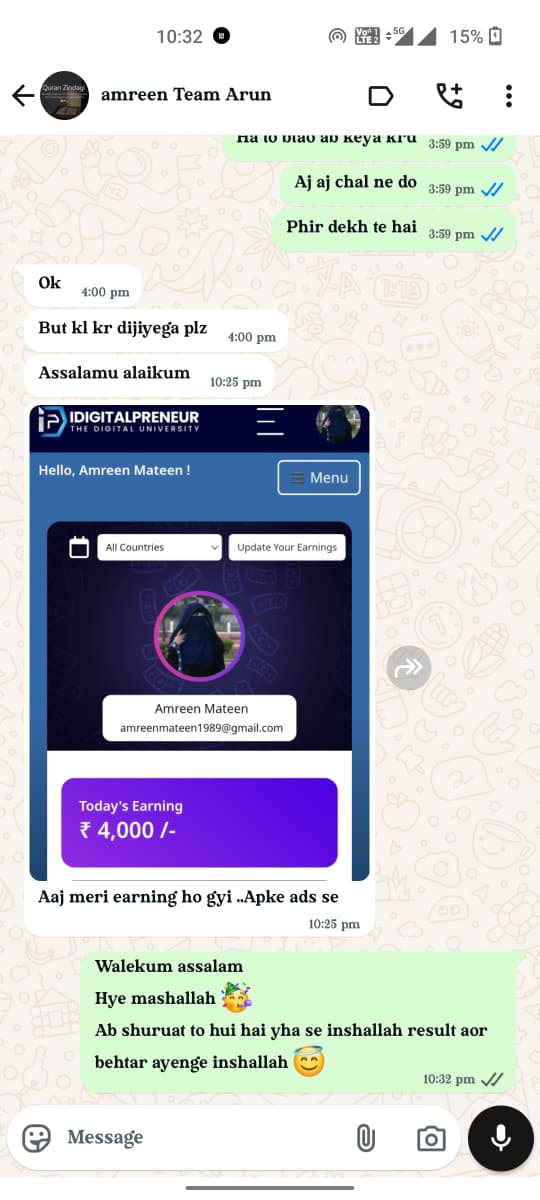 10:32
Vo) 1
LTE 2
5G
15%
Quran Zindagi
amreen Team Arun
Ha to btao ab keya kru 3:59 pm
Aj aj chal ne do 3:59 pm
Phir dekh te hai 3:59 pm
Ok 4:00 pm
But kl kr dijiyega plz 4:00 pm
Assalamu alaikum 10:25 pm
IDIGITALPRENEUR
THE DIGITAL UNIVERSITY
Hello, Amreen Mateen !
Menu
All Countries
Update Your Earnings
Amreen Mateen
amreenmateen1989@gmail.com
Today's Earning
₹ 4,000 /-
Aaj meri earning ho gyi ..Apke ads se
10:25 pm
Walekum assalam
Hye mashallah
Ab shuruat to hui hai yha se inshallah result aor
behtar ayenge inshallah
10:32 pm
Message